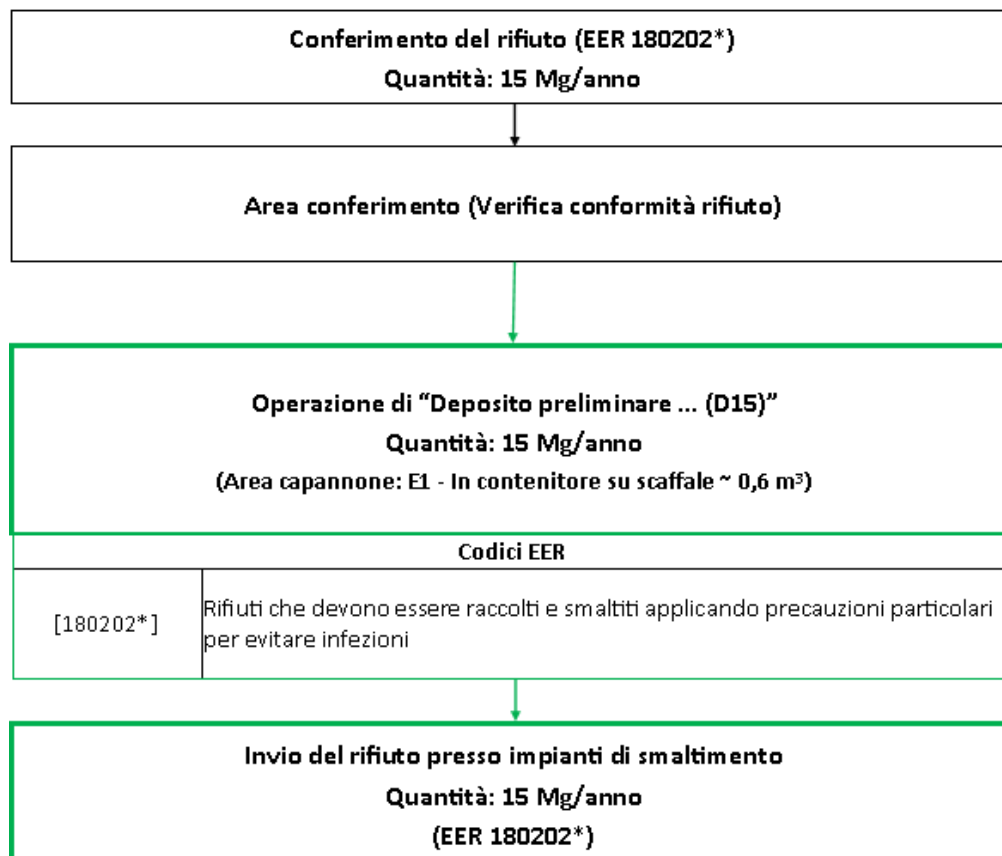 Conferimento del rifiuto (EER 180202*)
Quantità: 15 Mg/anno
Area conferimento (Verifica conformità rifiuto)
Operazione di “Deposito preliminare ... (D15)”
Quantità: 15 Mg/anno
(Area capannone: E1 - In contenitore su scaffale ~ 0,6 m³)
Codici EER
[180202*]
Rifiuti che devono essere raccolti e smaltiti applicando precauzioni particolari
per evitare infezioni
Invio del rifiuto presso impianti di smaltimento
Quantità: 15 Mg/anno
(EER 180202*)